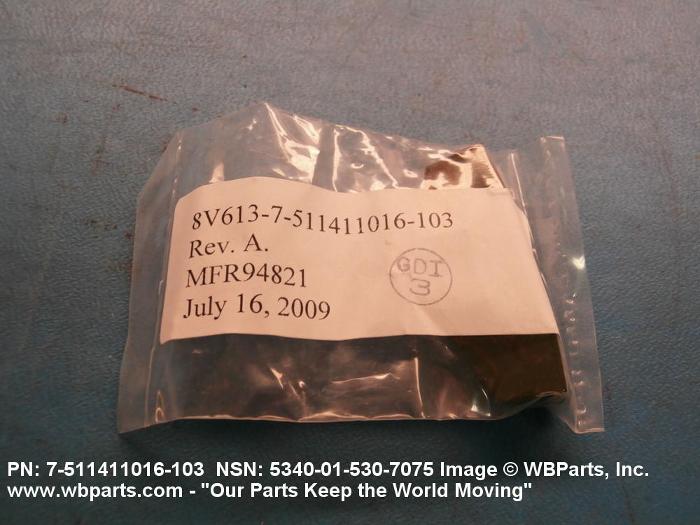 8V613-7-511411016-103
Rev. A.
MFR94821
July 16, 2009
GDI
3
PN: 7-511411016-103 NSN: 5340-01-530-7075 Image © WBParts, Inc.
www.wbparts.com - "Our Parts Keep the World Moving"